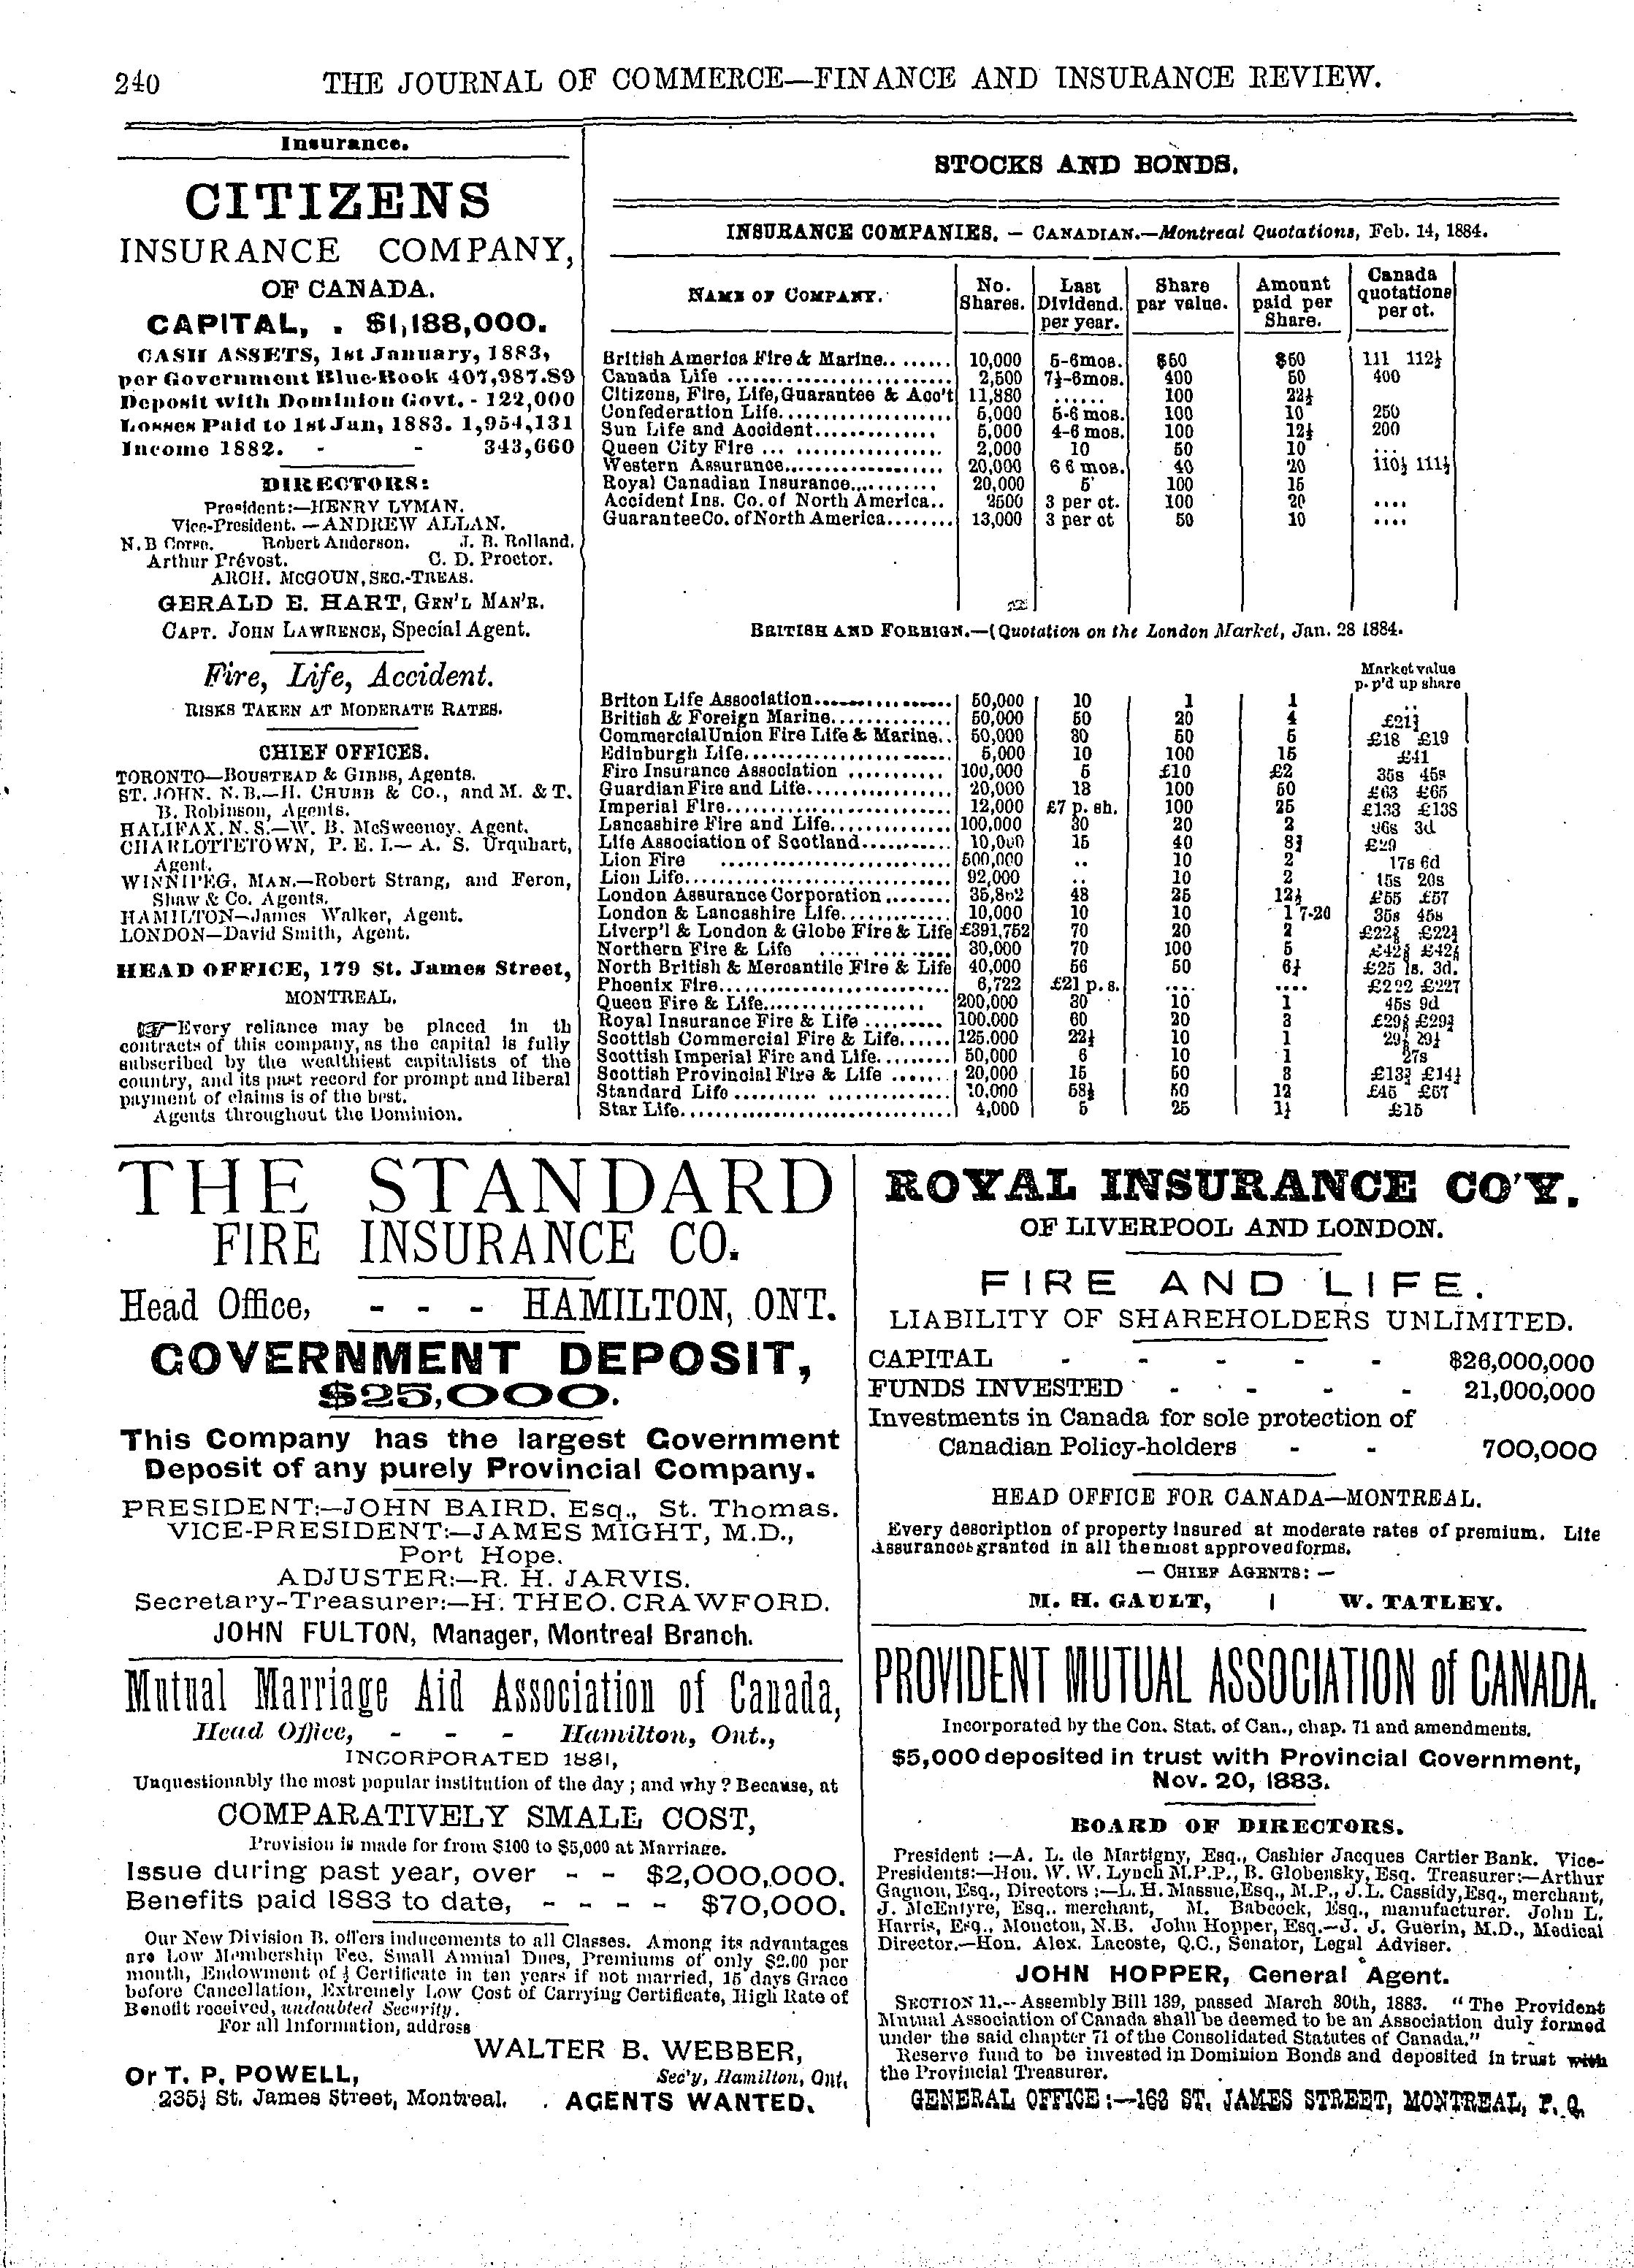 240 THE JOURNAL OF COMMERCE—FINANCE AND INSURANCE REVIEW.
Insurance.
CITIZENS
INSURANCE COMPANY,
OF CANADA.
CAPITAL, . $1,188,000.
CASH ASSETS, 1st January, 1883,
per Government Blue-Book 407,987.89
Deposit with Dominion Govt. - 122,000
Losses Paid to 1st Jan, 1883. 1,954,131
Income 1882. - - 343,660
DIRECTORS:
President:—HENRY LYMAN.
Vice-President. —ANDREW ALLAN.
N.B Corse. Robert Anderson. J. B. Rolland.
Arthur Prévost. C. D. Proctor.
ARCH. McGOUN, SEC.-TREAS.
GERALD E. HART, GEN'L MAN'R.
CAPT. JOHN LAWRENCE, Special Agent.
Fire, Life, Accident.
RISKS TAKEN AT MODERATE RATES.
CHIEF OFFICES.
TORONTO—BOUSTEAD & GIBBS, Agents.
ST. JOHN. N.B.—H. CHUBB & Co., and M. & T.
B. Robinson, Agents.
HALIFAX, N. S.—W. B. McSweeney, Agent.
CHARLOTTETOWN, P. E. I.— A. S. Urquhart,
Agent.
WINNIPEG, MAN.—Robert Strang, and Feron,
Shaw & Co. Agents.
HAMILTON—James Walker, Agent.
LONDON—David Smith, Agent.
HEAD OFFICE, 179 St. James Street,
MONTREAL.
Every reliance may be placed in th
contracts of this company, as the capital is fully
subscribed by the wealthiest capitalists of the
country, and its past record for prompt and liberal
payment of claims is of the best.
Agents throughout the Dominion.
STOCKS AND BONDS.
INSURANCE COMPANIES. — CANADIAN.—Montreal Quotations, Feb. 14, 1884.
NAME OF COMPANY. No. Shares. Last Dividend. per year. Share par value. Amount paid per Share. Canada quotations per ct.
British America Fire & Marine.. ...... 10,000 5-6mos. $50 $50 111 112½
Canada Life ........................ 2,500 7½-6mos. 400 50 400
Citizens, Fire, Life, Guarantee & Acc't 11,880 ...... 100 22½
Confederation Life.................. 5,000 5-6 mos. 100 10 250
Sun Life and Accident............... 5,000 4-6 mos. 100 12½ 200
Queen City Fire ... ................. 2,000 10 50 10 ...
Western Assurance.................. 20,000 6 6 mos. 40 20 110½ 111½
Royal Canadian Insurance........... 20,000 5 100 15
Accident Ins. Co. of North America.. 2500 3 per ct. 100 20 ....
Guarantee Co. of North America........ 13,000 3 per ct 50 10 ....
BRITISH AND FOREIGN.—(Quotation on the London Market, Jan. 28 1884.
Market value
p. p'd up share
Briton Life Association.............. 50,000 10 1 1 ..
British & Foreign Marine.............. 50,000 50 20 4 £21¾
Commercial Union Fire Life & Marine.. 50,000 30 50 5 £18 £19
Edinburgh Life...................... 5,000 10 100 15 £41
Fire Insurance Association ........... 100,000 5 £10 £2 35s 45s
Guardian Fire and Life............... 20,000 18 100 50 £63 £65
Imperial Fire....................... 12,000 £7 p. sh. 100 25 £133 £138
Lancashire Fire and Life............. 100,000 30 20 2 96s 3d
Life Association of Scotland........... 10,000 15 40 8¾ £29
Lion Fire ........................ 500,000 .. 10 2 17s 6d
Lion Life.......................... 92,000 .. 10 2 15s 20s
London Assurance Corporation ........ 35,862 48 25 12½ £55 £57
London & Lancashire Life............. 10,000 10 10 1 7-20 35s 45s
Liverp'l & London & Globe Fire & Life £391,752 70 20 2 £22½ £22¾
Northern Fire & Life ..... .......... 30,000 70 100 5
North British & Mercantile Fire & Life 40,000 56 50 6¼ £25 1s. 3d.
Phoenix Fire........................ 6,722 £21 p. s. .... .... £222 £227
Queen Fire & Life................... 200,000 30 10 1 45s 9d
Royal Insurance Fire & Life .......... 100.000 60 20 3
Scottish Commercial Fire & Life...... 125.000 22½ 10 1
Scottish Imperial Fire and Life......... 50,000 6 10 1 27s
Scottish Provincial Fire & Life ....... 20,000 15 50 3
Standard Life .......... .............. 10,000 58½ 50 12 £45 £57
Star Life........................... 4,000 5 25 1¼ £15
THE STANDARD
FIRE INSURANCE CO.
Head Office, - - - HAMILTON, ONT.
GOVERNMENT DEPOSIT,
$25,000.
This Company has the largest Government
Deposit of any purely Provincial Company.
PRESIDENT:—JOHN BAIRD, Esq., St. Thomas.
VICE-PRESIDENT:—JAMES MIGHT, M.D.,
Port Hope.
ADJUSTER:—R. H. JARVIS.
Secretary-Treasurer:—H. THEO. CRAWFORD.
JOHN FULTON, Manager, Montreal Branch.
Mutual Marriage Aid Association of Canada,
Head Office, - - - Hamilton, Ont.,
INCORPORATED 1881,
Unquestionably the most popular institution of the day ; and why ? Because, at
COMPARATIVELY SMALL COST,
Provision is made for from $100 to $5,000 at Marriage.
Issue during past year, over - - $2,000,000.
Benefits paid 1883 to date, - - - - $70,000.
Our New Division B. offers inducements to all Classes. Among its advantages
are Low Membership Fee. Small Annual Dues, Premiums of only $2.00 per
month, Endowment of ½ Certificate in ten years if not married, 15 days Grace
before Cancellation, Extremely Low Cost of Carrying Certificate, High Rate of
Benefit received, undoubted Security.
For all Information, address
WALTER B. WEBBER,
Sec'y, Hamilton, Ont,
Or T. P. POWELL,
235½ St. James Street, Montreal. . AGENTS WANTED.
ROYAL INSURANCE CO'Y.
OF LIVERPOOL AND LONDON.
FIRE AND LIFE.
LIABILITY OF SHAREHOLDERS UNLIMITED.
CAPITAL - - - - - $26,000,000
FUNDS INVESTED - - - - 21,000,000
Investments in Canada for sole protection of
Canadian Policy-holders - - 700,000
HEAD OFFICE FOR CANADA—MONTREAL.
Every description of property insured at moderate rates of premium. Life
Assurances granted in all the most approved forms.
— CHIEF AGENTS: —
M. H. GAULT, | W. TATLEY.
PROVIDENT MUTUAL ASSOCIATION of CANADA.
Incorporated by the Con. Stat. of Can., chap. 71 and amendments.
$5,000 deposited in trust with Provincial Government,
Nov. 20, 1883.
BOARD OF DIRECTORS.
President :—A. L. de Martigny, Esq., Cashier Jacques Cartier Bank. Vice-
Presidents:—Hon. W. W. Lynch M.P.P., B. Globensky, Esq. Treasurer:—Arthur
Gagnon, Esq., Directors :—L. H. Massue, Esq., M.P., J.L. Cassidy, Esq., merchant,
J. McEntyre, Esq.. merchant, M. Babcock, Esq., manufacturer. John L.
Harris, Esq., Moncton, N.B. John Hopper, Esq.—J. J. Guerin, M.D., Medical
Director.—Hon. Alex. Lacoste, Q.C., Senator, Legal Adviser.
JOHN HOPPER, General Agent.
SECTION 11.-- Assembly Bill 139, passed March 30th, 1883. "The Provident
Mutual Association of Canada shall be deemed to be an Association duly formed
under the said chapter 71 of the Consolidated Statutes of Canada."
Reserve fund to be invested in Dominion Bonds and deposited in trust with
the Provincial Treasurer.
GENERAL OFFICE :—162 ST. JAMES STREET, MONTREAL, P. Q.